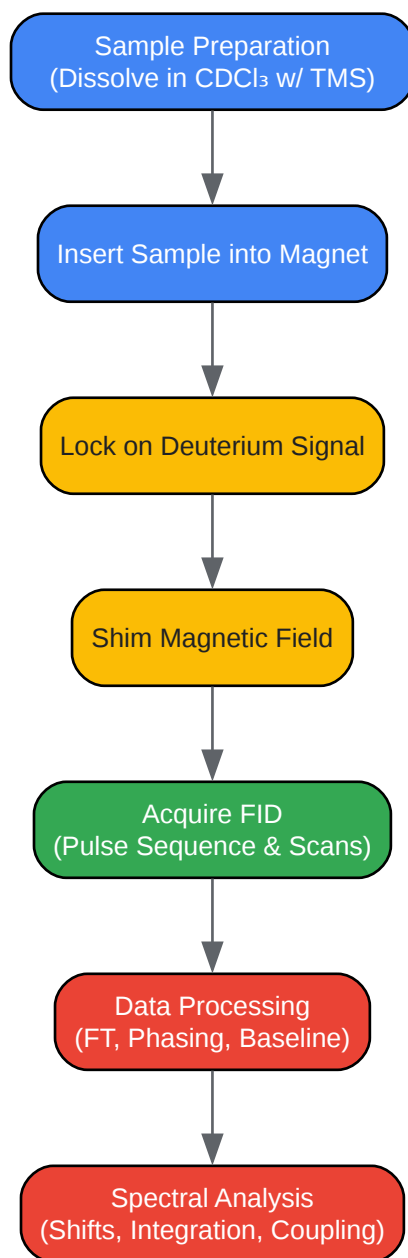 Sample Preparation
(Dissolve in CDCl₃ w/ TMS)
Insert Sample into Magnet
Lock on Deuterium Signal
Shim Magnetic Field
Acquire FID
(Pulse Sequence & Scans)
Data Processing
(FT, Phasing, Baseline)
Spectral Analysis
(Shifts, Integration, Coupling)